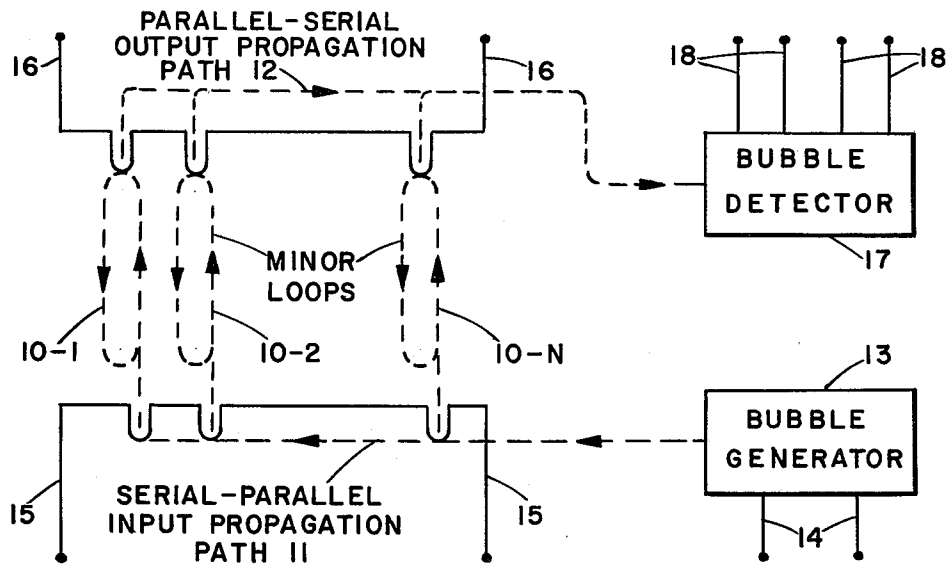 PARALLEL-SERIAL
OUTPUT PROPAGATION
PATH 12
16
16
18
18
BUBBLE
DETECTOR
17
MINOR
LOOPS
10-1
10-2
10-N
13
BUBBLE
GENERATOR
14
15
15
SERIAL-PARALLEL
INPUT PROPAGATION
PATH 11